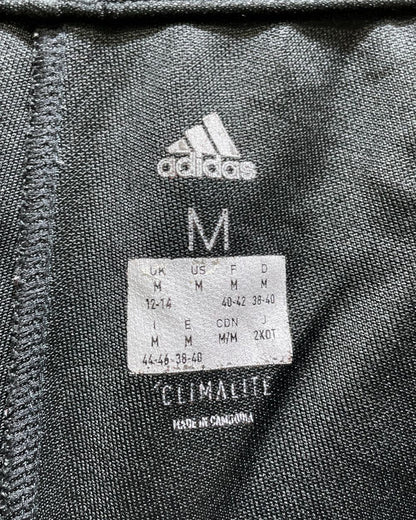 adidas
M
UK US F D
M M M M
12-14 40-42 38-40
I E CDN J
M M M/M 2XOT
44-46 38-40
CLIMALITE
MADE IN CAMBODIA